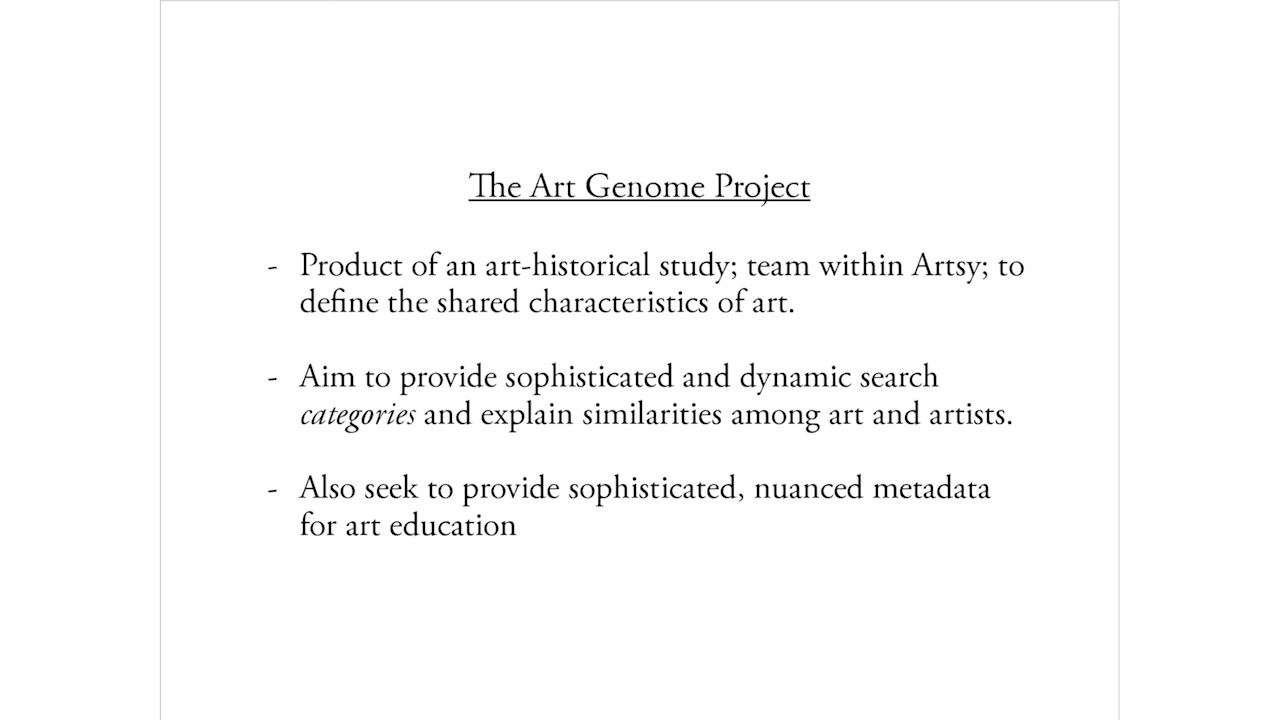 The Art Genome Project
- Product of an art-historical study; team within Artsy; to
define the shared characteristics of art.
- Aim to provide sophisticated and dynamic search
categories and explain similarities among art and artists.
- Also seek to provide sophisticated, nuanced metadata
for art education